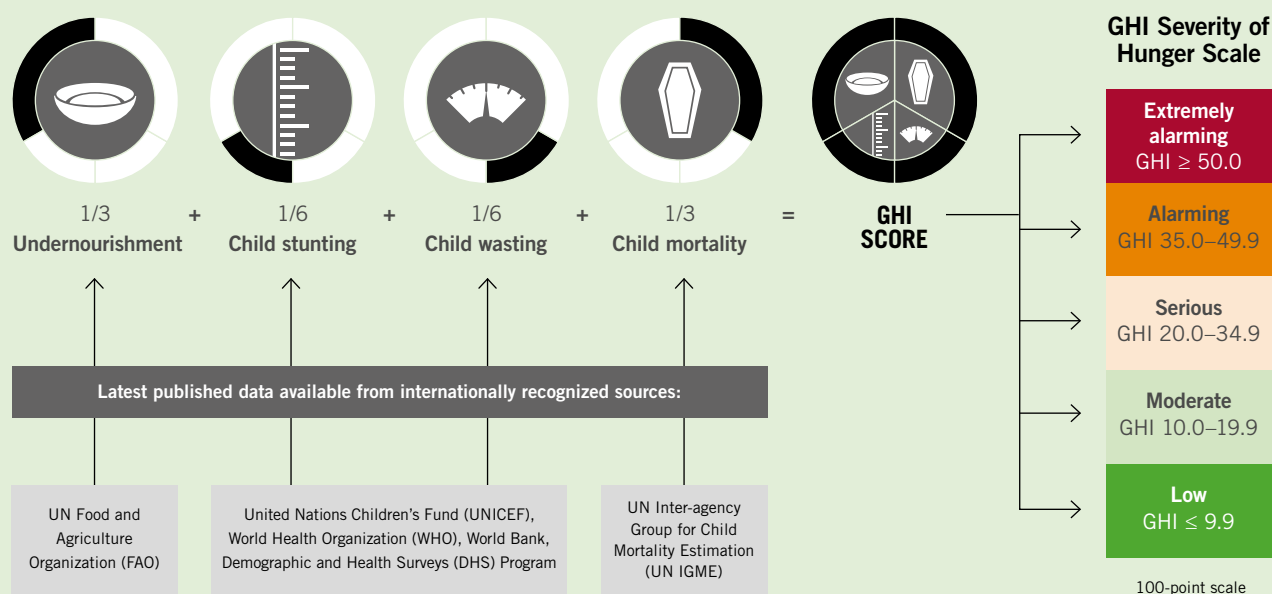 GHI Severity of
Hunger Scale
1/3 + 1/6 + 1/6 + 1/3 =
Undernourishment
Child stunting
Child wasting
Child mortality
GHI
SCORE
Extremely
alarming
GHI ≥ 50.0
Alarming
GHI 35.0–49.9
Serious
GHI 20.0–34.9
Moderate
GHI 10.0–19.9
Low
GHI ≤ 9.9
100-point scale
Latest published data available from internationally recognized sources:
UN Food and
Agriculture
Organization (FAO)
United Nations Children’s Fund (UNICEF),
World Health Organization (WHO), World Bank,
Demographic and Health Surveys (DHS) Program
UN Inter-agency
Group for Child
Mortality Estimation
(UN IGME)